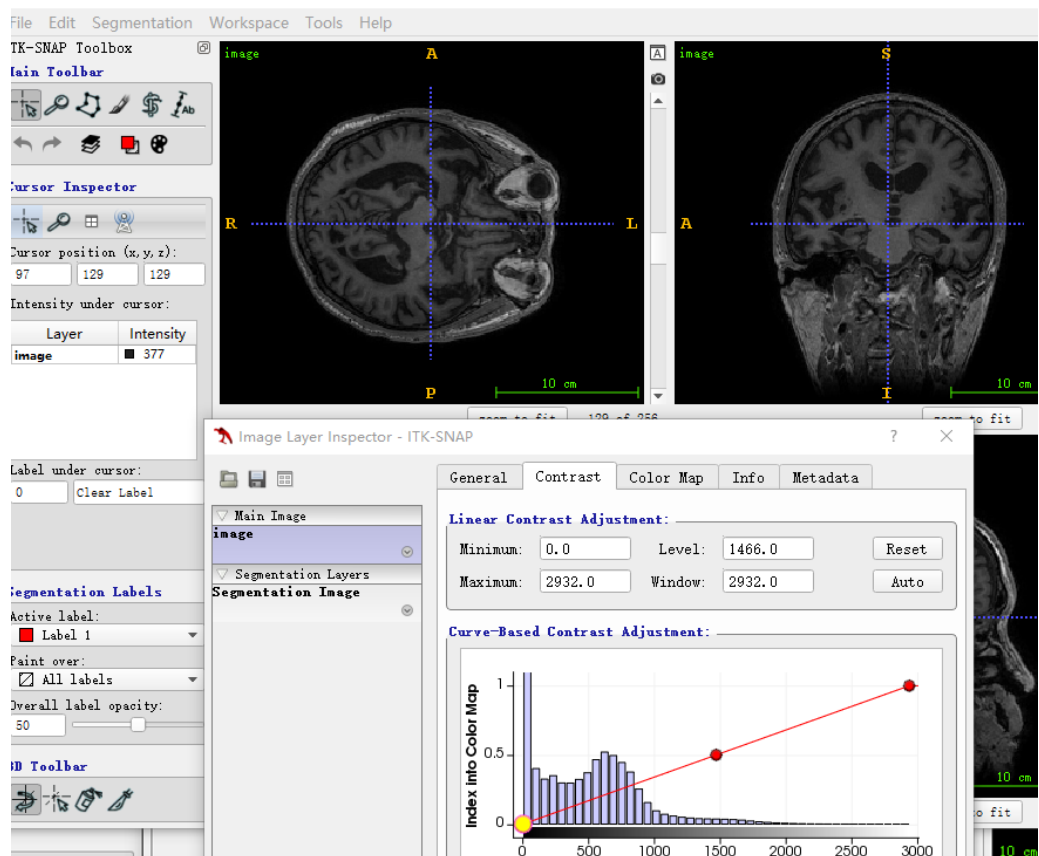 File Edit Segmentation Workspace Tools Help
TK-SNAP Toolbox
Main Toolbar
Ab
Cursor Inspector
Cursor position (x, y, z):
97 129 129
Intensity under cursor:
Layer Intensity
image 377
Label under cursor:
0 Clear Label
Segmentation Labels
Active label:
Label 1
Paint over:
All labels
Overall label opacity:
50
3D Toolbar
image
A
R
L
P
10 cm
A
image
S
A
I
10 cm
zoom to fit 129 of 256
zoom to fit
Image Layer Inspector - ITK-SNAP ?
Main Image
image
Segmentation Layers
Segmentation Image
General Contrast Color Map Info Metadata
Linear Contrast Adjustment:
Minimum: 0.0 Level: 1466.0 Reset
Maximum: 2932.0 Window: 2932.0 Auto
Curve-Based Contrast Adjustment:
Index into Color Map
1
0.5
0
0 500 1000 1500 2000 2500 3000
10 cm
to fit
10 cm